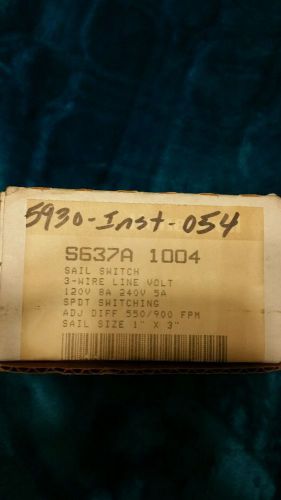 5930-Inst-054
S637A 1004
SAIL SWITCH
3-WIRE LINE VOLT
120V 8A 240V 5A
SPDT SWITCHING
ADJ DIFF 550/900 FPM
SAIL SIZE 1" X 3"